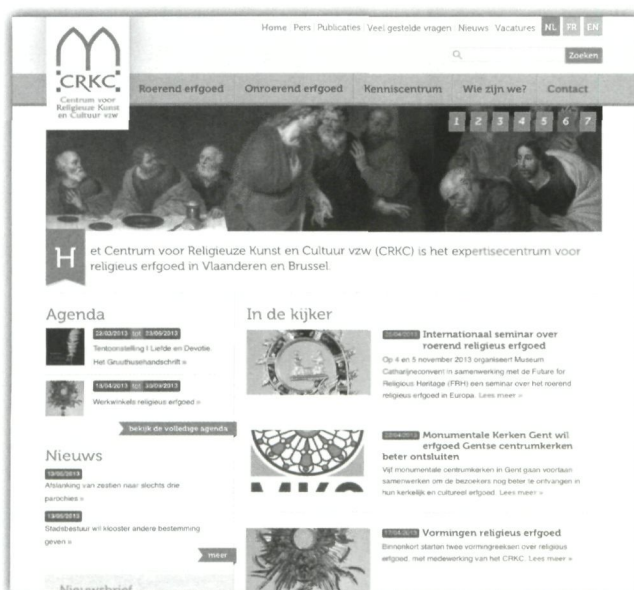 Home Pers Publicaties Veel gestelde vragen Nieuws Vacatures NL FR EN
Zoeken
CRKC
Centrum voor
Religieuze Kunst
en Cultuur vzw
Roerend erfgoed Onroerend erfgoed Kenniscentrum Wie zijn we? Contact
1 2 3 4 5 6 7
Het Centrum voor Religieuze Kunst en Cultuur vzw (CRKC) is het expertisecentrum voor
religieus erfgoed in Vlaanderen en Brussel.
Agenda
tot
Tentoonstelling I Liefde en Devotie.
Het Gruuthusehandschrift »
tot
Werkwinkels religieus erfgoed »
bekijk de volledige agenda
Nieuws
Afslanking van zestien naar slechts drie
parochies »
Stadsbestuur wil klooster andere bestemming
geven »
meer
Nieuwsbrief
In de kijker
Internationaal seminar over
roerend religieus erfgoed
Op 4 en 5 november 2013 organiseert Museum
Catharijneconvent in samenwerking met de Future for
Religious Heritage (FRH) een seminar over het roerend
religieus erfgoed in Europa. Lees meer »
Monumentale Kerken Gent wil
erfgoed Gentse centrumkerken
beter ontsluiten
Vijf monumentale centrumkerken in Gent gaan voortaan
samenwerken om de bezoekers nog beter te ontvangen in
hun kerkelijk en cultureel erfgoed. Lees meer »
Vormingen religieus erfgoed
Binnenkort starten twee vormingreeksen over religieus
erfgoed, met medewerking van het CRKC. Lees meer »